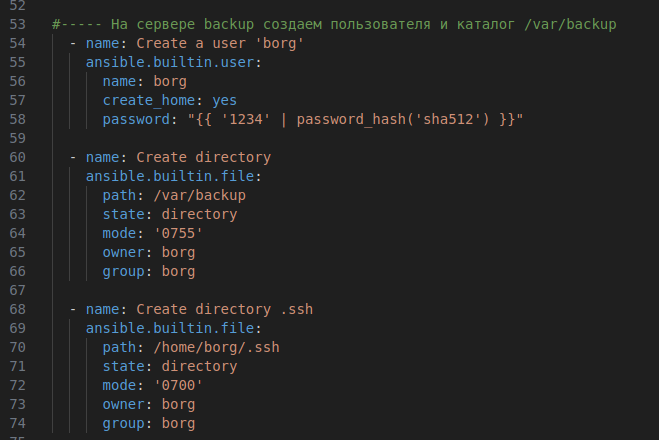 52
53 #----- На сервере backup создаем пользователя и каталог /var/backup
54 - name: Create a user 'borg'
55 ansible.builtin.user:
56 name: borg
57 create_home: yes
58 password: "{{ '1234' | password_hash('sha512') }}"
59
60 - name: Create directory
61 ansible.builtin.file:
62 path: /var/backup
63 state: directory
64 mode: '0755'
65 owner: borg
66 group: borg
67
68 - name: Create directory .ssh
69 ansible.builtin.file:
70 path: /home/borg/.ssh
71 state: directory
72 mode: '0700'
73 owner: borg
74 group: borg
75